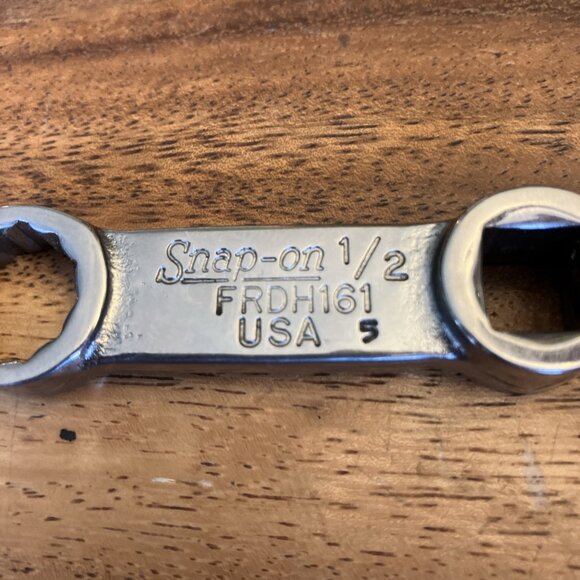 Snap-on 1/2
FRDH161
USA 5